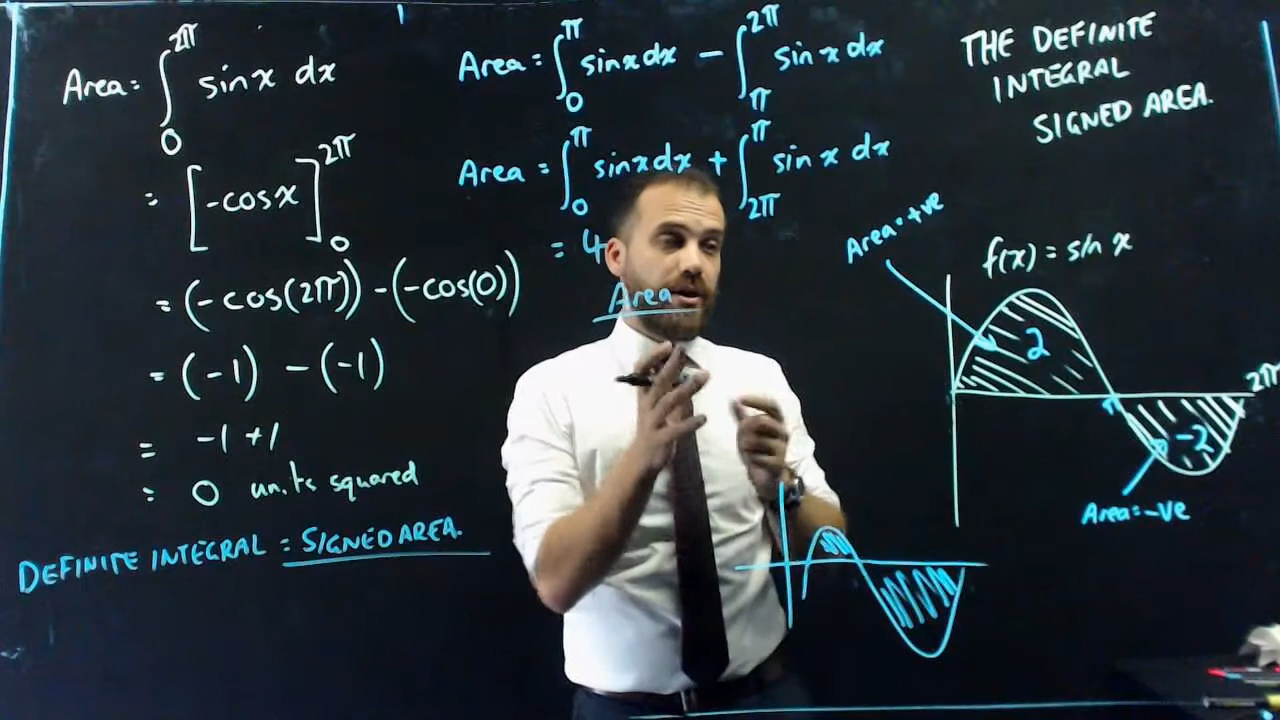 Area = ∫₀^2π sin x dx
= [-cos x]₀^2π
= (-cos(2π)) - (-cos(0))
= (-1) - (-1)
= -1 + 1
= 0 units squared
DEFINITE INTEGRAL = SIGNED AREA.
Area = ∫₀^π sin x dx - ∫π^2π sin x dx
Area = ∫₀^π sin x dx + ∫2π^π sin x dx
= 4
Area
THE DEFINITE
INTEGRAL
SIGNED AREA.
Area = +ve
f(x) = sin x
2
2π
-2
Area = -ve